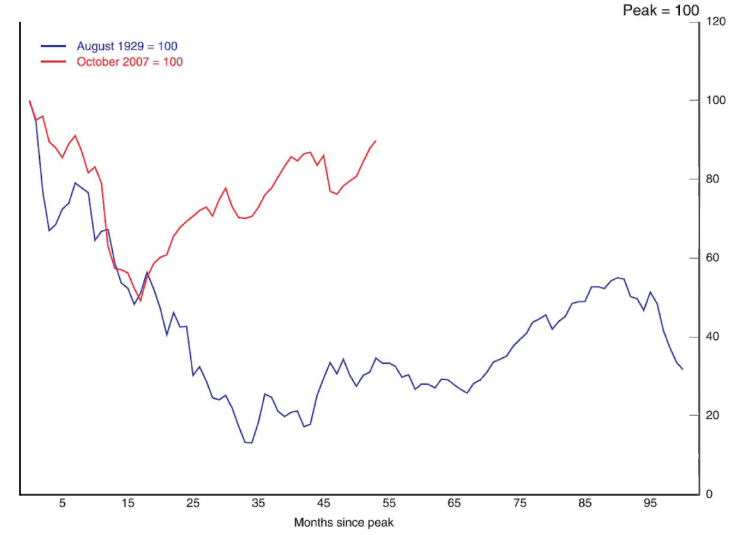 Peak = 100
August 1929 = 100
October 2007 = 100
120
100
80
60
40
20
0
5 15 25 35 45 55 65 75 85 95
Months since peak